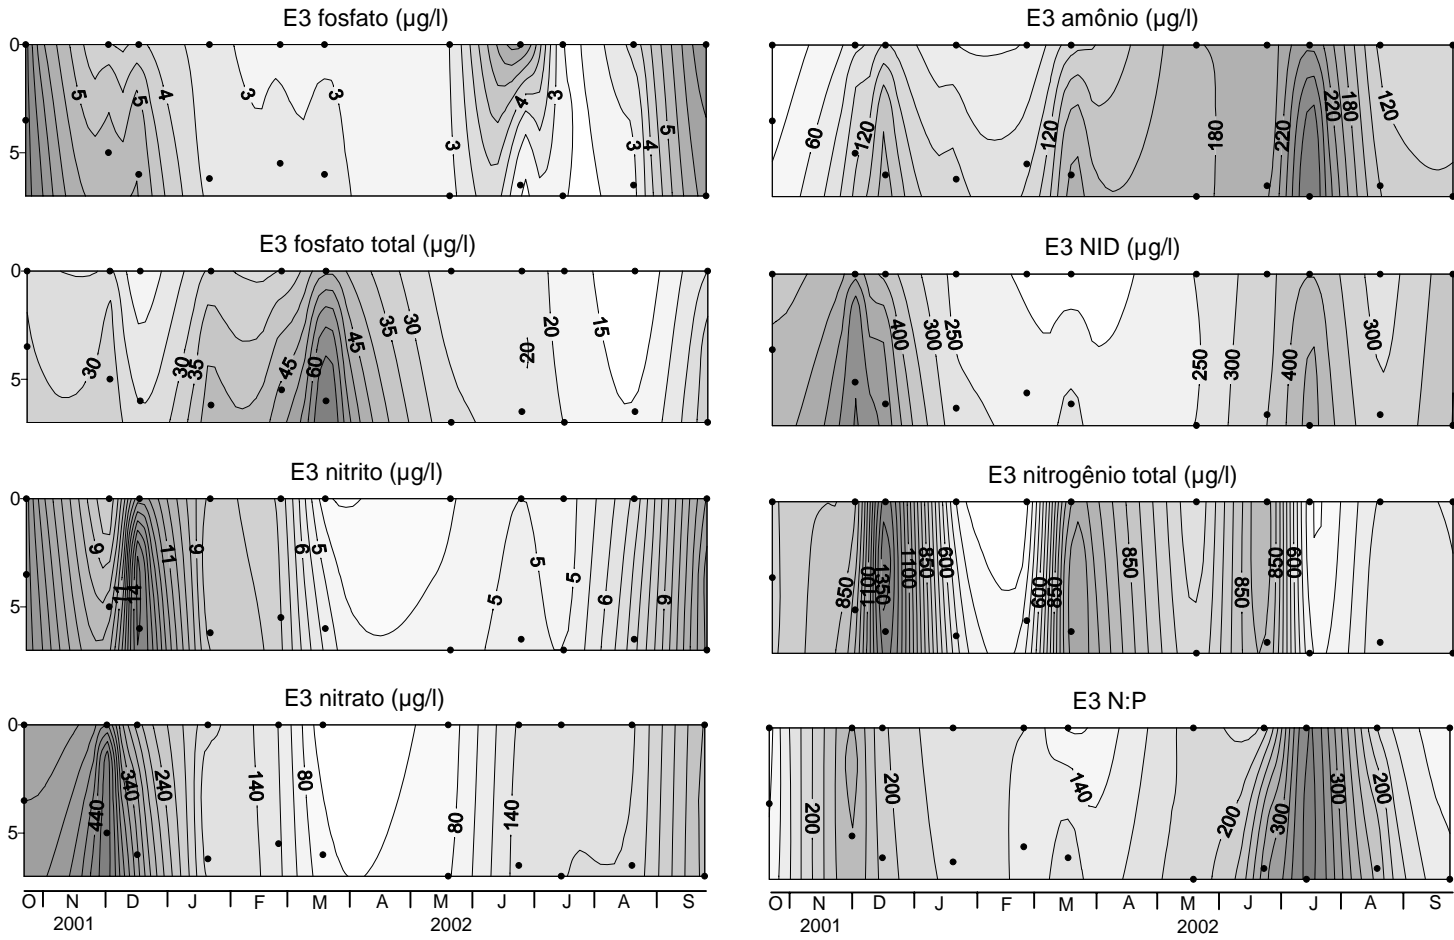 E3 fosfato (µg/l)
0
5
5 5 4 3 3 3 4 3 3 4 5
E3 amônio (µg/l)
60 120 120 180 220 220 180 120
E3 fosfato total (µg/l)
0
5
30 30 35 45 60 45 35 30 20 20 15
E3 NID (µg/l)
400 300 250 250 300 400 300
E3 nitrito (µg/l)
0
5
9 11 14 11 9 6 5 5 5 5 6 9
E3 nitrogênio total (µg/l)
850 1100 1350 1100 850 600 600 850 850 850 850 600
E3 nitrato (µg/l)
0
5
440 340 240 140 80 80 140
E3 N:P
200 200 140 200 300 300 200
O N D J F M A M J J A S
2001 2002
O N D J F M A M J J A S
2001 2002